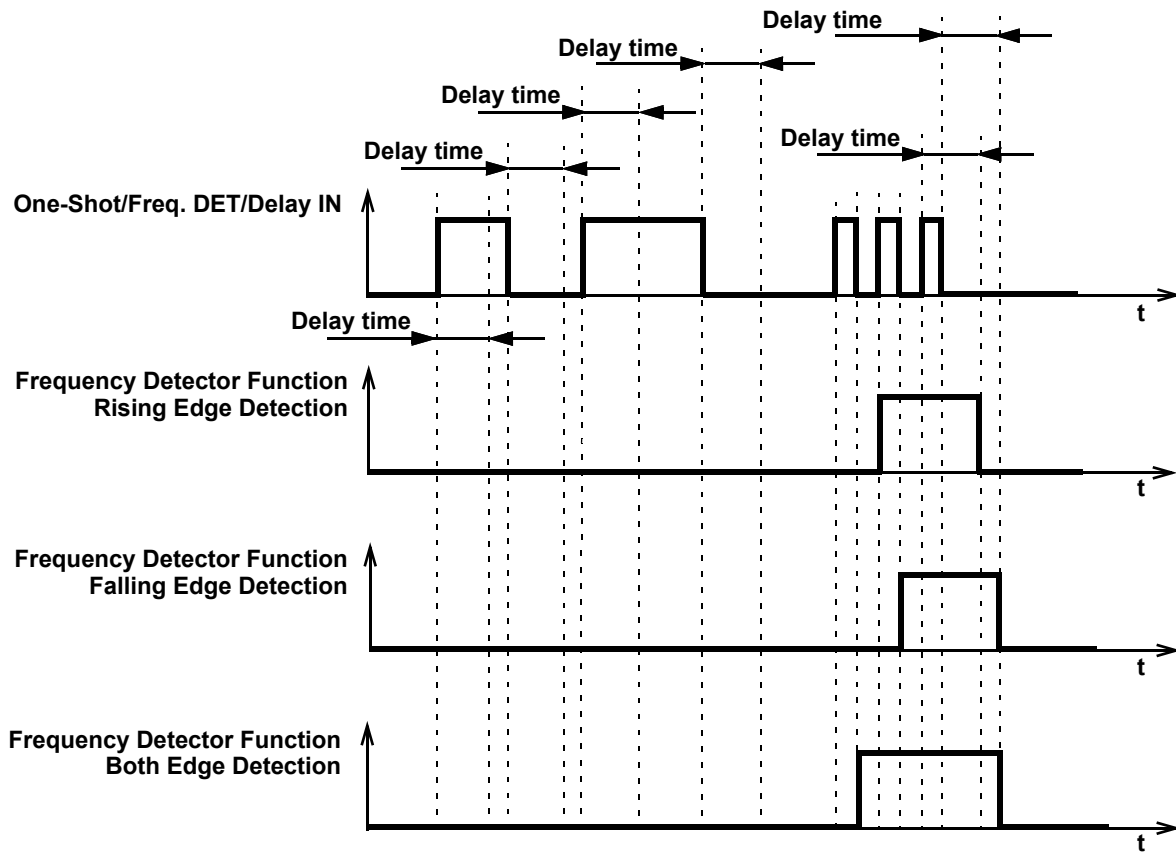 Delay time
Delay time
Delay time
Delay time
Delay time
One-Shot/Freq. DET/Delay IN
t
Delay time
Frequency Detector Function
Rising Edge Detection
t
Frequency Detector Function
Falling Edge Detection
t
Frequency Detector Function
Both Edge Detection
t